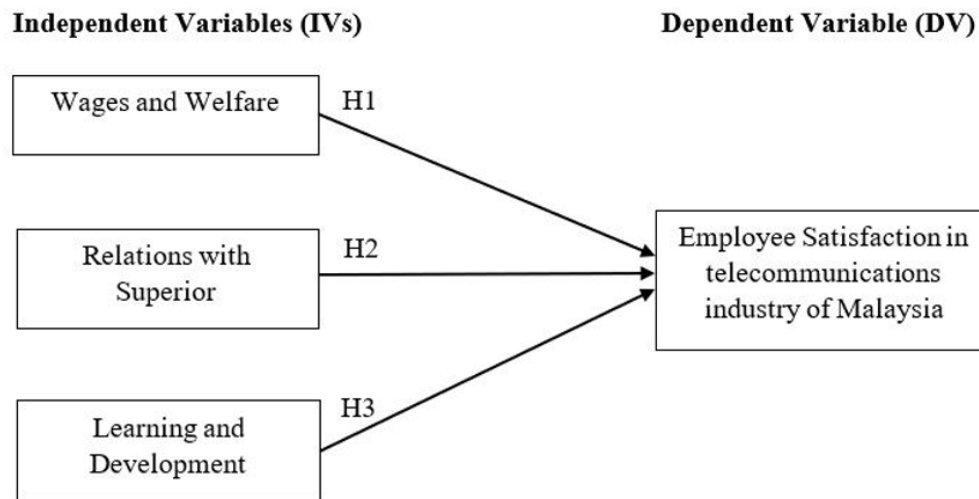 Independent Variables (IVs)
Dependent Variable (DV)
Wages and Welfare
H1
Relations with
Superior
H2
Employee Satisfaction in
telecommunications
industry of Malaysia
Learning and
Development
H3